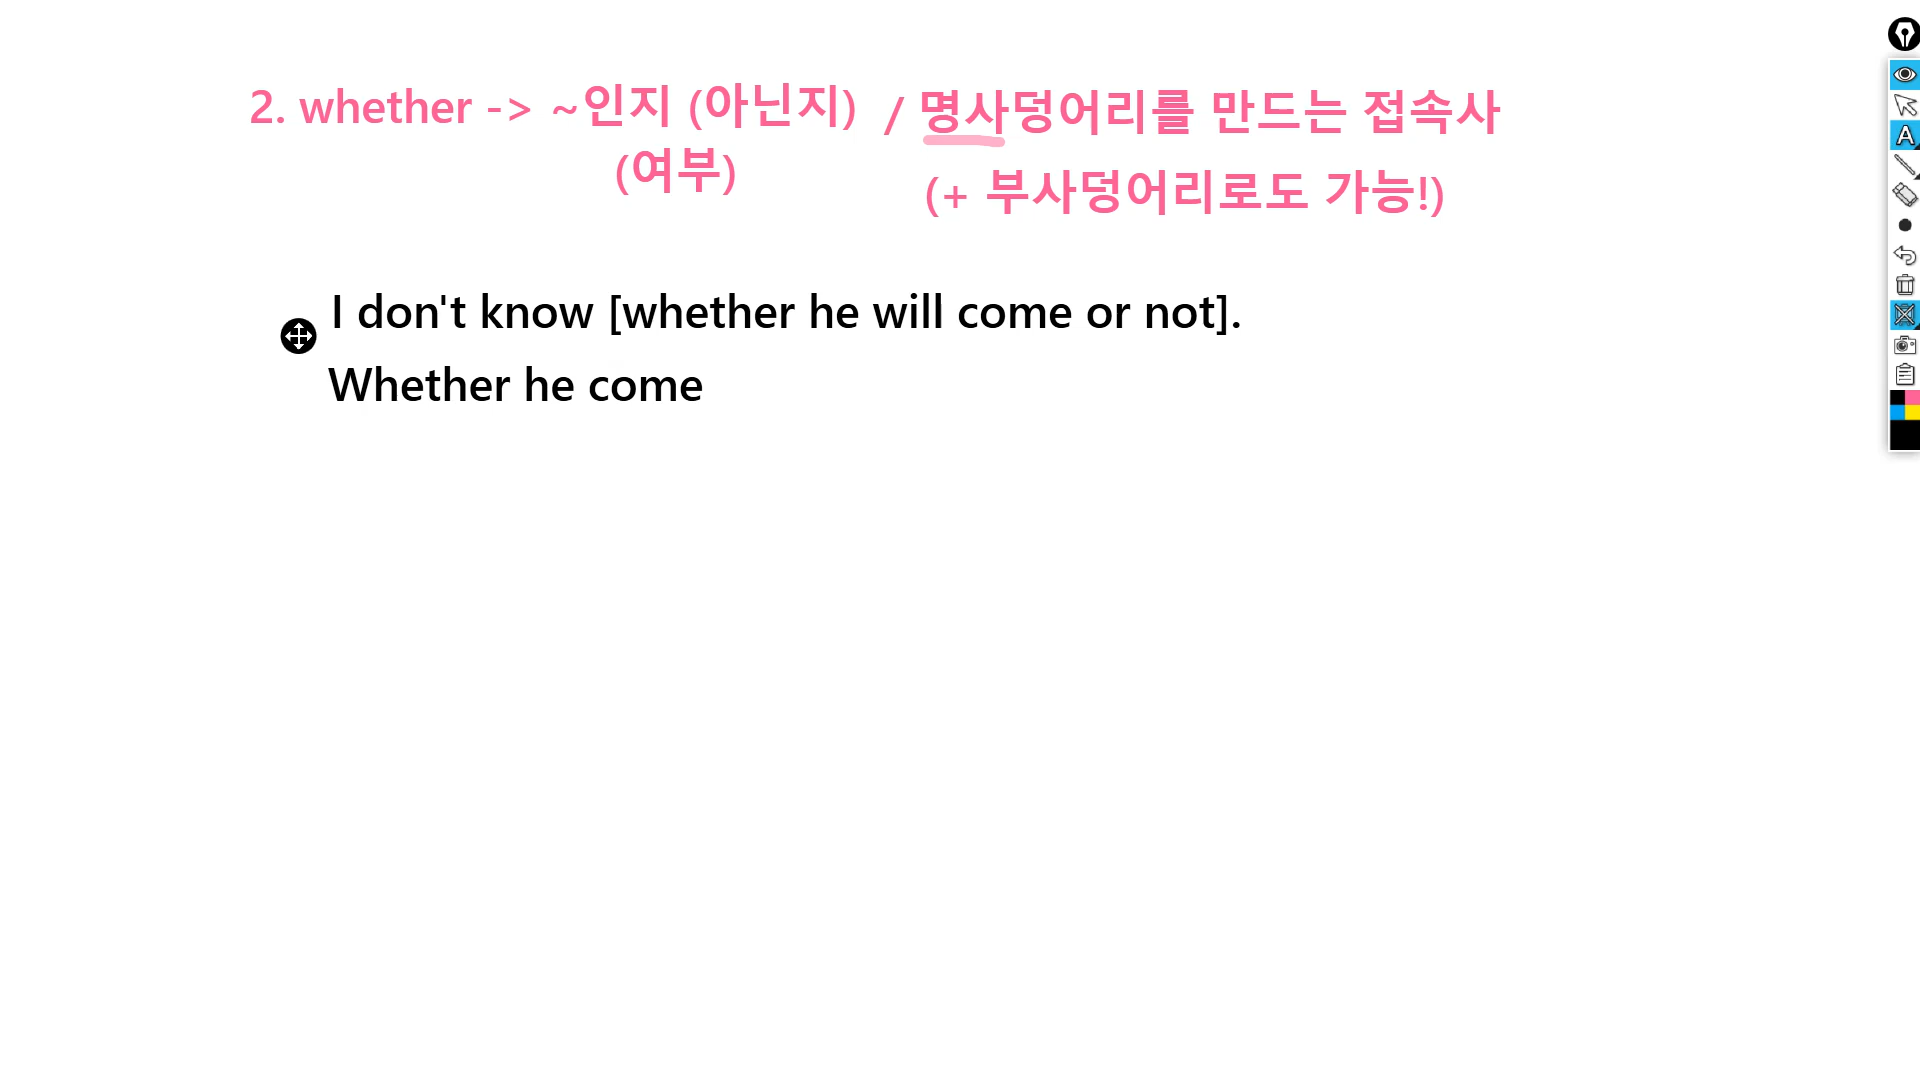 2. whether -> ~인지 (아닌지) / 명사덩어리를 만드는 접속사
(여부) (+ 부사덩어리로도 가능!)
I don't know [whether he will come or not].
Whether he come